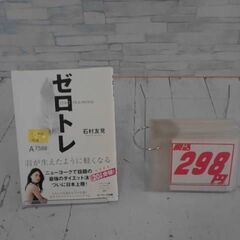 ゼロトレ
石村友見
A7588
羽が生えたように軽くなる
ニューヨークで話題の
最強のダイエット法
ついに日本上陸!
税込
298
円